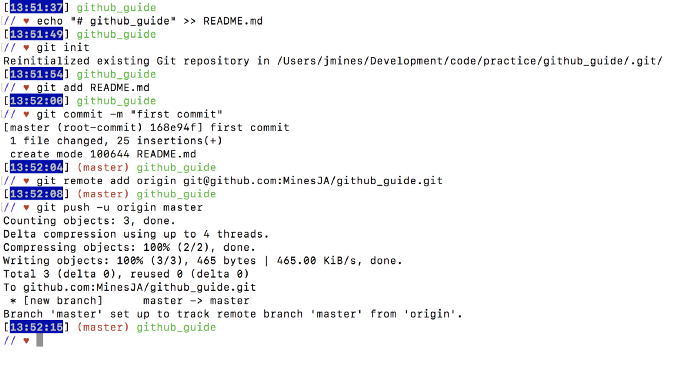 [13:51:37] github_guide
// ♥ echo "# github_guide" >> README.md
[13:51:49] github_guide
// ♥ git init
Reinitialized existing Git repository in /Users/jmines/Development/code/practice/github_guide/.git/
[13:51:54] github_guide
// ♥ git add README.md
[13:52:00] github_guide
// ♥ git commit -m "first commit"
[master (root-commit) 168e94f] first commit
 1 file changed, 25 insertions(+)
 create mode 100644 README.md
[13:52:04] (master) github_guide
// ♥ git remote add origin git@github.com:MinesJA/github_guide.git
[13:52:08] (master) github_guide
// ♥ git push -u origin master
Counting objects: 3, done.
Delta compression using up to 4 threads.
Compressing objects: 100% (2/2), done.
Writing objects: 100% (3/3), 465 bytes | 465.00 KiB/s, done.
Total 3 (delta 0), reused 0 (delta 0)
To github.com:MinesJA/github_guide.git
 * [new branch]      master -> master
Branch 'master' set up to track remote branch 'master' from 'origin'.
[13:52:15] (master) github_guide
// ♥